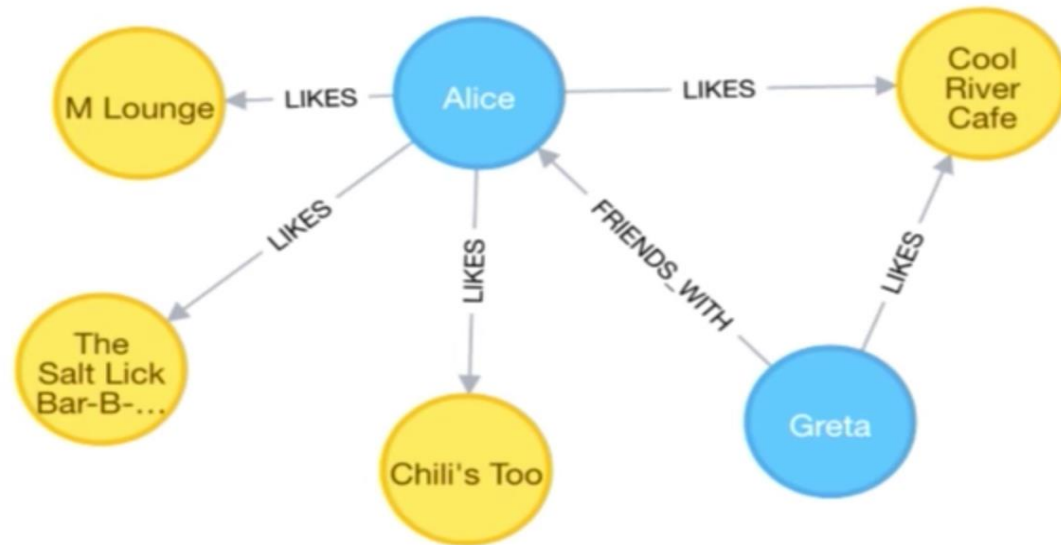 M Lounge
LIKES
Alice
LIKES
Cool
River
Cafe
LIKES
LIKES
FRIENDS_WITH
LIKES
The
Salt Lick
Bar-B-...
Chili's Too
Greta